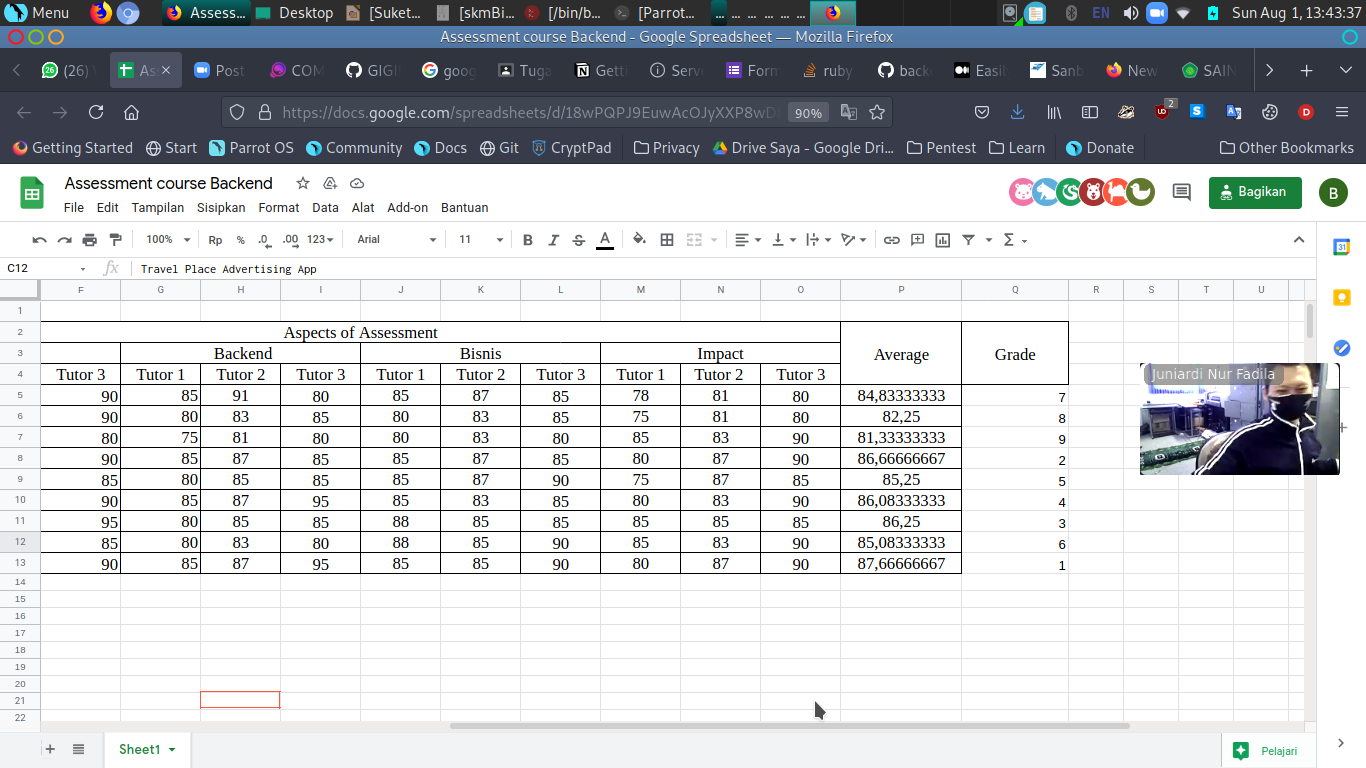 Menu Assess... Desktop [Suket... [skmBi... [/bin/b... [Parrot... EN Sun Aug 1, 13:43:37
Assessment course Backend - Google Spreadsheet — Mozilla Firefox
(26) As Post COM GIGI goog Tuga Getti Serve Form ruby back Easil Sanb New SAIN
https://docs.google.com/spreadsheets/d/18wPQPJ9EuwAcOJyXXP8wD 90% 2
Getting Started Start Parrot OS Community Docs Git CryptPad Privacy Drive Saya - Google Dri... Pentest Learn Donate Other Bookmarks
Assessment course Backend Bagikan B
File Edit Tampilan Sisipkan Format Data Alat Add-on Bantuan
100% Rp % .0 .00 123 Arial 11 B I S A
C12 fx Travel Place Advertising App
F G H I J K L M N O P Q R S T U
1
2 Aspects of Assessment
3 Backend Bisnis Impact Average Grade
4 Tutor 3 Tutor 1 Tutor 2 Tutor 3 Tutor 1 Tutor 2 Tutor 3 Tutor 1 Tutor 2 Tutor 3
Juniardi Nur Fadila
5 90 85 91 80 85 87 85 78 81 80 84,83333333 7
6 90 80 83 85 80 83 85 75 81 80 82,25 8
7 80 75 81 80 80 83 80 85 83 90 81,33333333 9
8 90 85 87 85 85 87 85 80 87 90 86,66666667 2
9 85 80 85 85 85 87 90 75 87 85 85,25 5
10 90 85 87 95 85 83 85 80 83 90 86,08333333 4
11 95 80 85 85 88 85 85 85 85 85 86,25 3
12 85 80 83 80 88 85 90 85 83 90 85,08333333 6
13 90 85 87 95 85 85 90 80 87 90 87,66666667 1
14
15
16
17
18
19
20
21
22
Sheet1 Pelajari